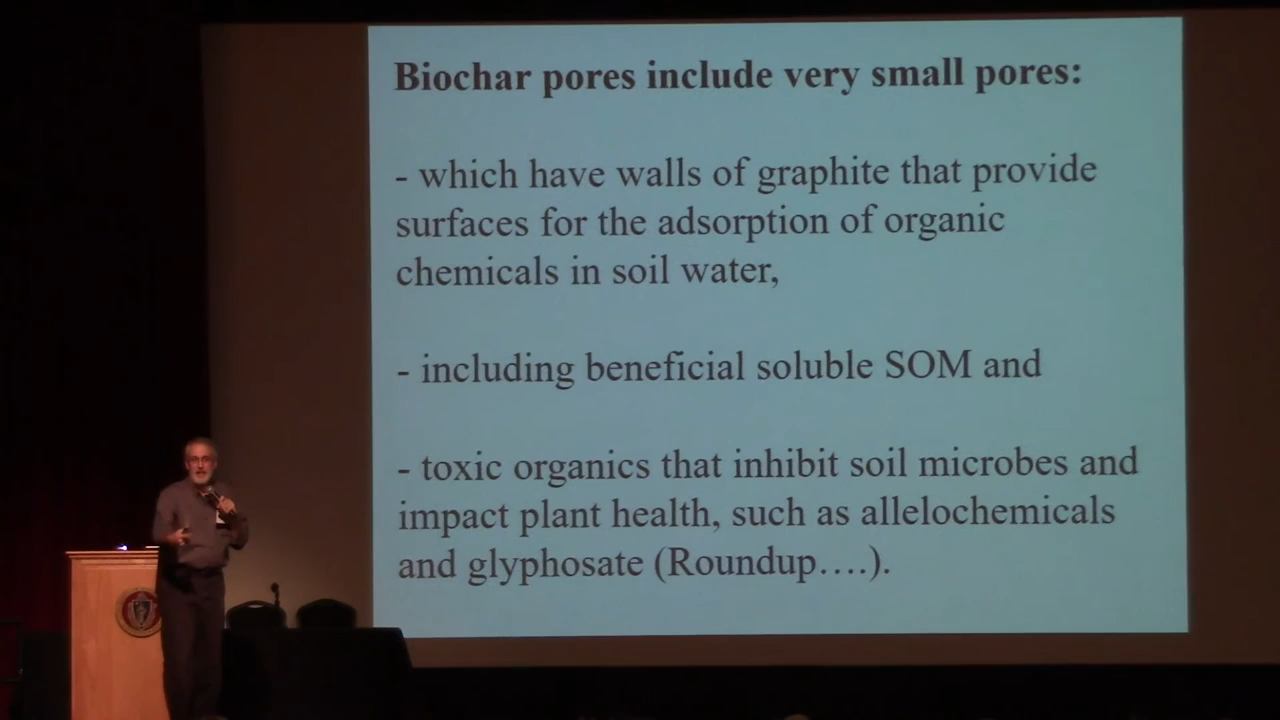 Biochar pores include very small pores:
- which have walls of graphite that provide
surfaces for the adsorption of organic
chemicals in soil water,
- including beneficial soluble SOM and
- toxic organics that inhibit soil microbes and
impact plant health, such as allelochemicals
and glyphosate (Roundup….).